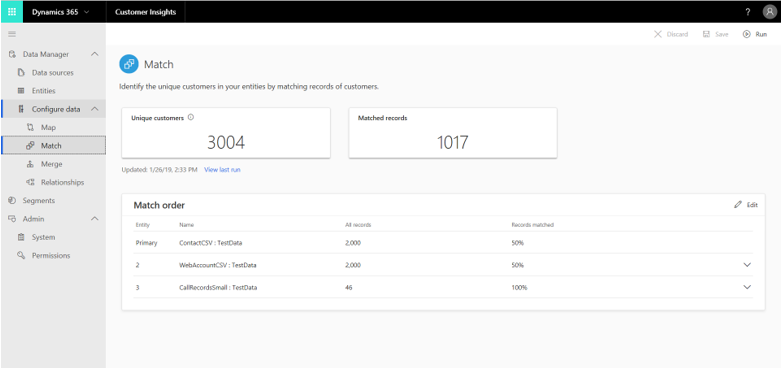 Dynamics 365
Customer Insights
?
Discard
Save
Run
Data Manager
Data sources
Entities
Configure data
Map
Match
Merge
Relationships
Segments
Admin
System
Permissions
Match
Identify the unique customers in your entities by matching records of customers.
Unique customers
3004
Matched records
1017
Updated: 1/26/19, 2:33 PM View last run
Match order
Edit
Entity Name All records Records matched
Primary ContactCSV : TestData 2,000 50%
2 WebAccountCSV : TestData 2,000 50%
3 CallRecordsSmall : TestData 46 100%